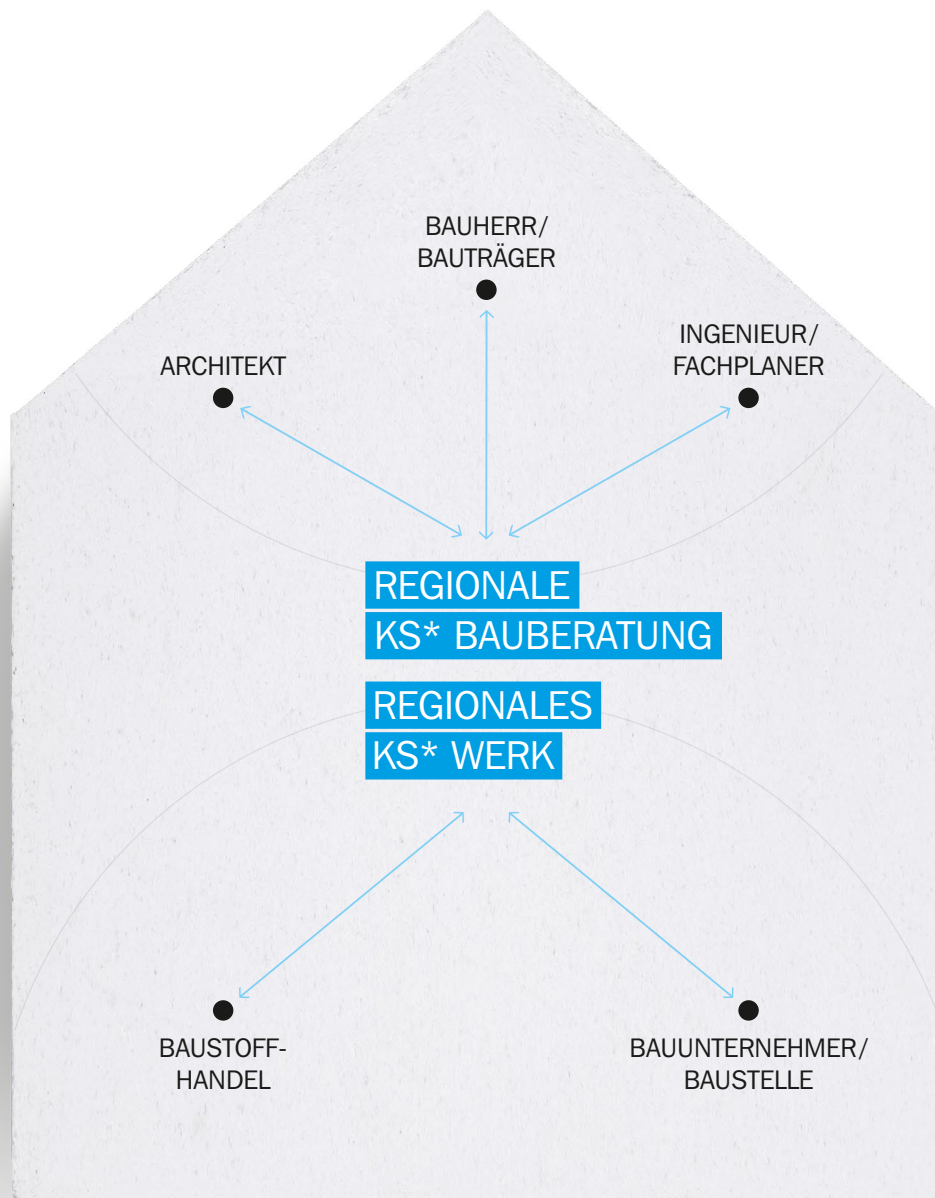 BAUHERR/
BAUTRÄGER
ARCHITEKT
INGENIEUR/
FACHPLANER
REGIONALE
KS* BAUBERATUNG
REGIONALES
KS* WERK
BAUSTOFF-
HANDEL
BAUUNTERNEHMER/
BAUSTELLE